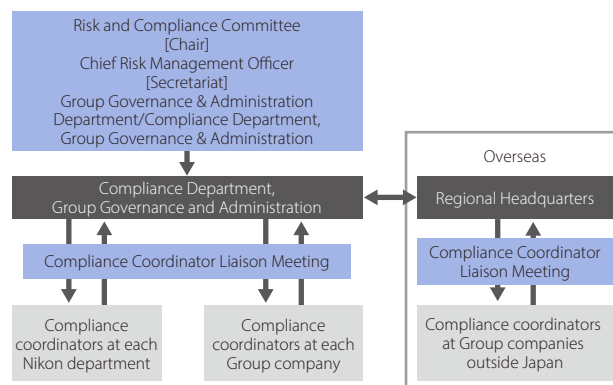 Risk and Compliance Committee
[Chair]
Chief Risk Management Officer
[Secretariat]
Group Governance & Administration
Department/Compliance Department,
Group Governance & Administration
Overseas
Compliance Department,
Group Governance and Administration
Regional Headquarters
Compliance Coordinator Liaison Meeting
Compliance Coordinator
Liaison Meeting
Compliance
coordinators at each
Nikon department
Compliance
coordinators at each
Group company
Compliance coordinators
at Group companies
outside Japan